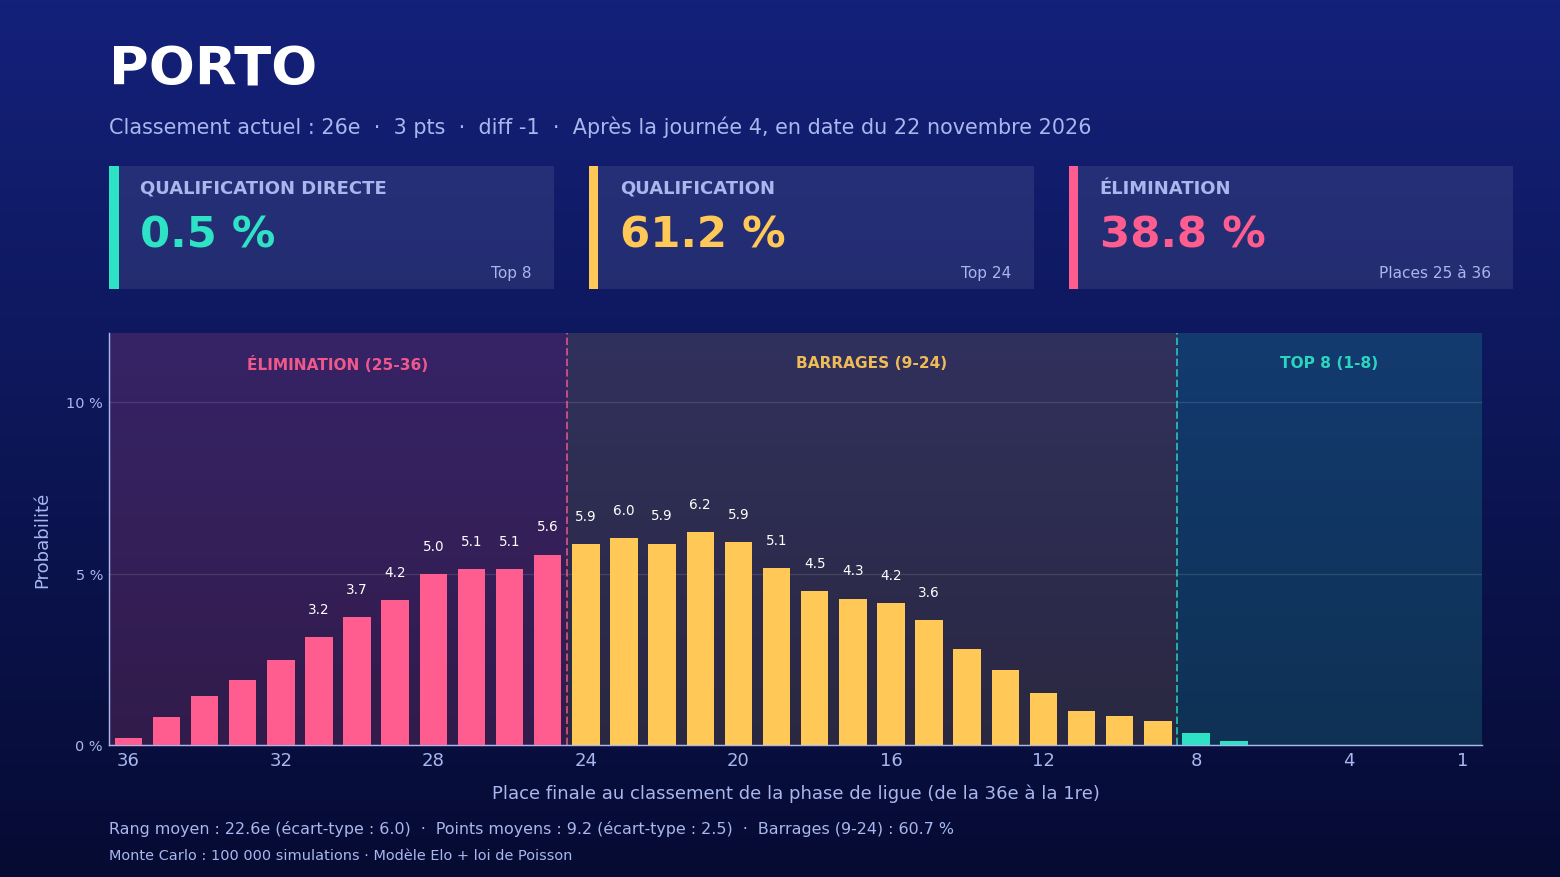 PORTO
Classement actuel : 26e · 3 pts · diff -1 · Après la journée 4, en date du 22 novembre 2026
QUALIFICATION DIRECTE
0.5 %
Top 8
QUALIFICATION
61.2 %
Top 24
ÉLIMINATION
38.8 %
Places 25 à 36
ÉLIMINATION (25-36)
BARRAGES (9-24)
TOP 8 (1-8)
Probabilité
10 %
5 %
0 %
3.2
3.7
4.2
5.0
5.1
5.1
5.6
5.9
6.0
5.9
6.2
5.9
5.1
4.5
4.3
4.2
3.6
36 32 28 24 20 16 12 8 4 1
Place finale au classement de la phase de ligue (de la 36e à la 1re)
Rang moyen : 22.6e (écart-type : 6.0) · Points moyens : 9.2 (écart-type : 2.5) · Barrages (9-24) : 60.7 %
Monte Carlo : 100 000 simulations · Modèle Elo + loi de Poisson